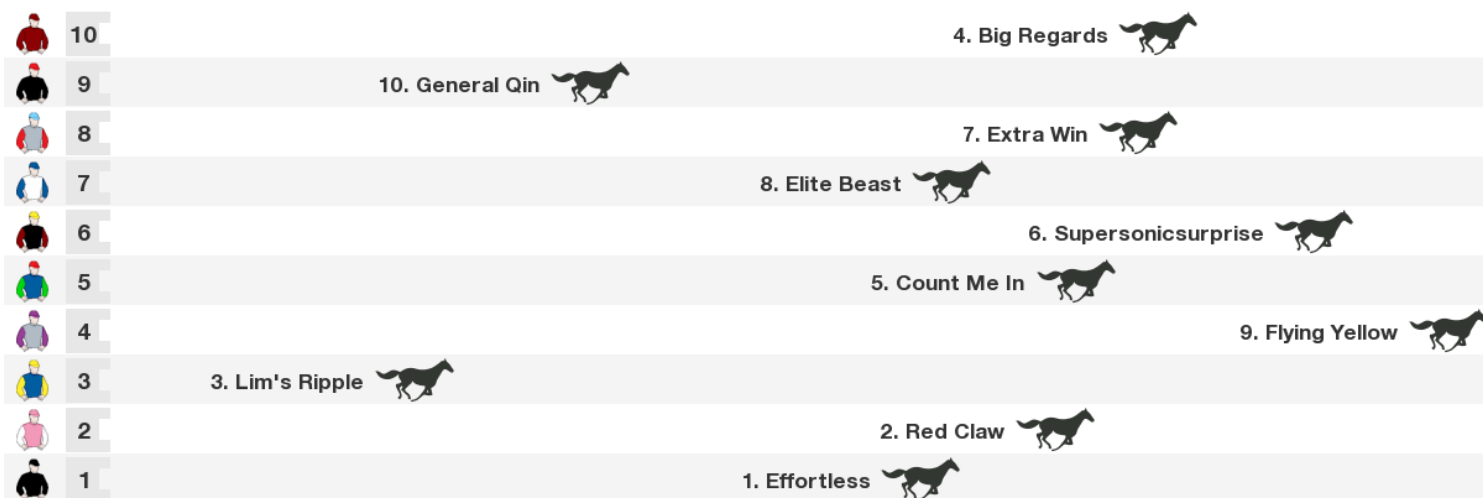 10 4. Big Regards
9 10. General Qin
8 7. Extra Win
7 8. Elite Beast
6 6. Supersonicsurprise
5 5. Count Me In
4 9. Flying Yellow
3 3. Lim's Ripple
2 2. Red Claw
1 1. Effortless